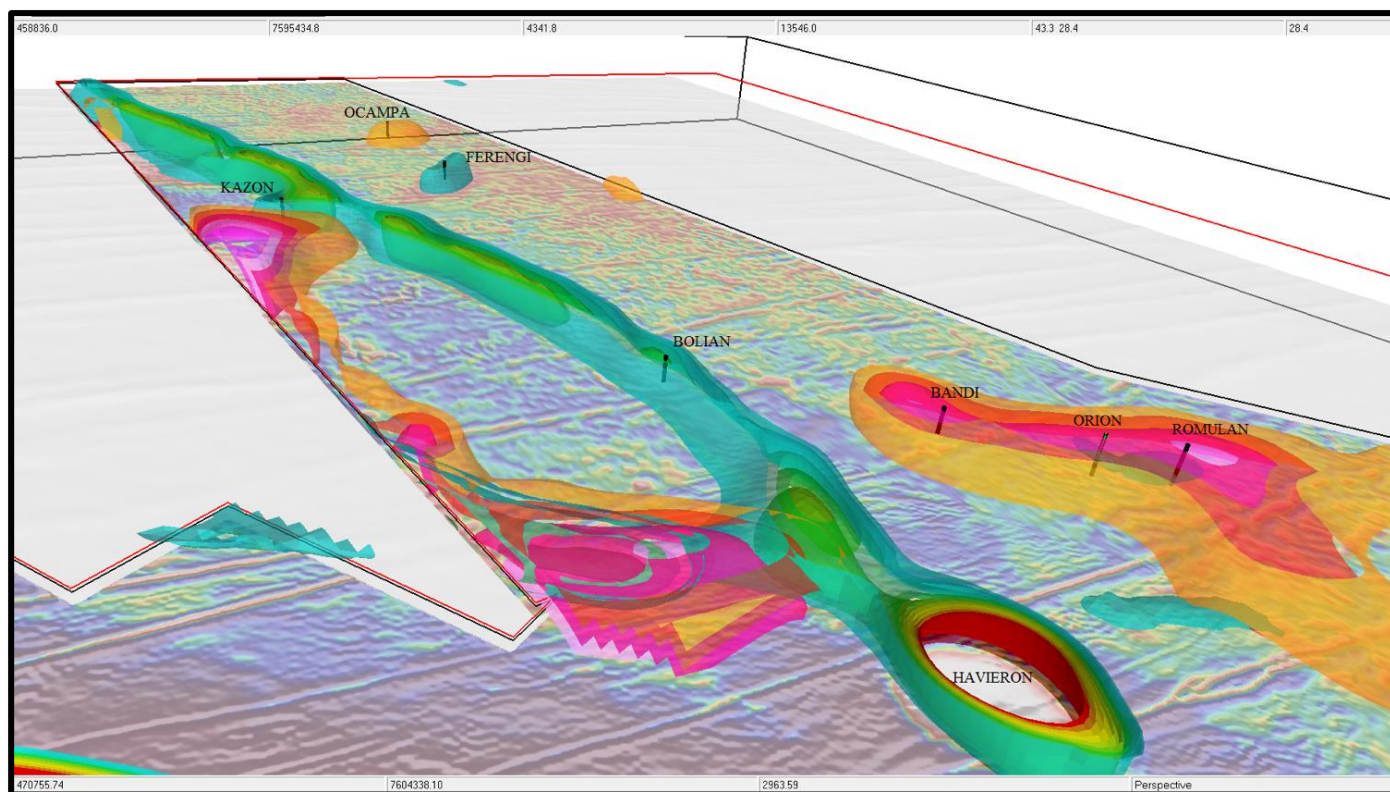 458836.0 7595434.8 4341.8 13546.0 43.3 28.4 28.4
OCAMPA
FERENGI
KAZON
BOLIAN
BANDI
ORION
ROMULAN
HAVIERON
470755.74 7604338.10 2963.59 Perspective